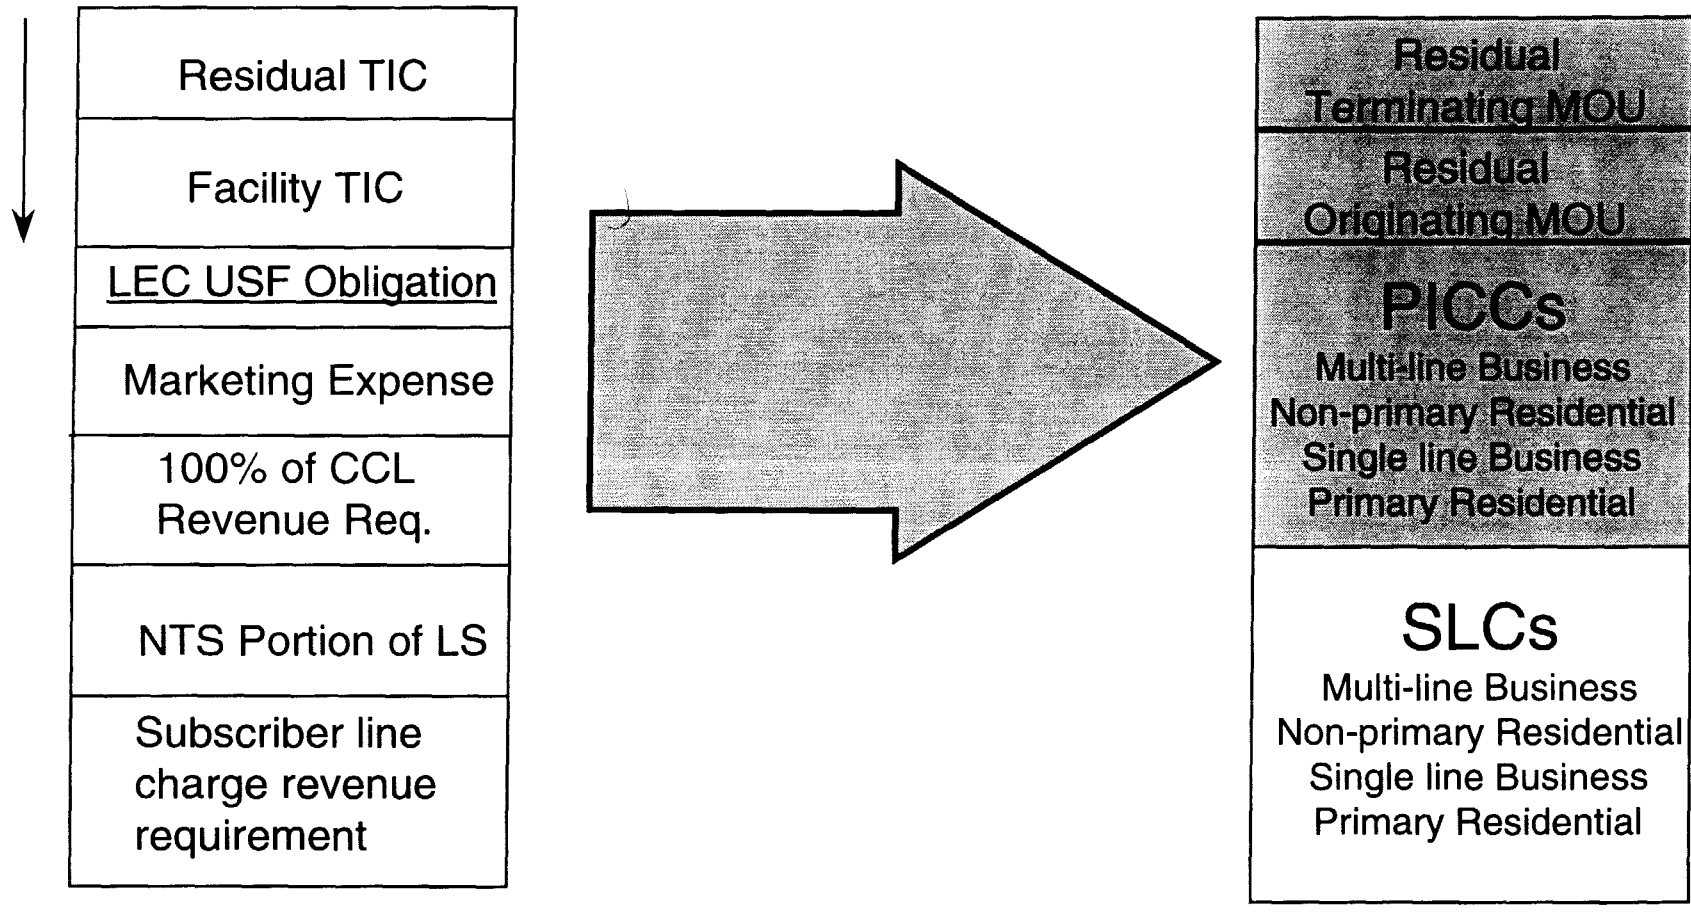 Residual TIC
Facility TIC
LEC USF Obligation
Marketing Expense
100% of CCL
Revenue Req.
NTS Portion of LS
Subscriber line
charge revenue
requirement
Residual
Terminating MOU
Residual
Originating MOU
PICCs
Multi-line Business
Non-primary Residential
Single line Business
Primary Residential
SLCs
Multi-line Business
Non-primary Residential
Single line Business
Primary Residential